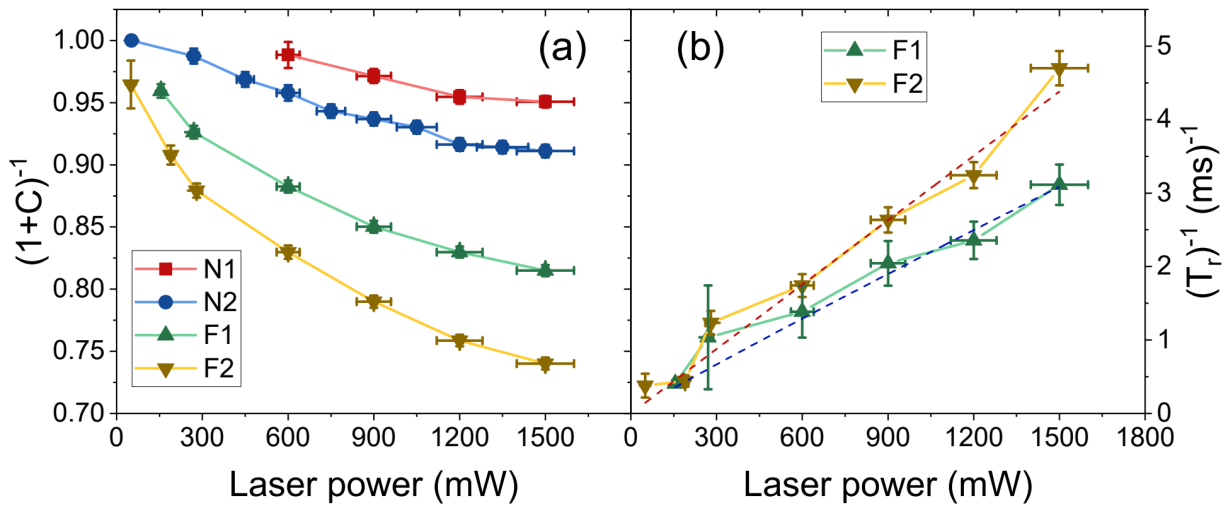 (a)
(1+C)⁻¹
1.00
0.95
0.90
0.85
0.80
0.75
0.70
N1
N2
F1
F2
0 300 600 900 1200 1500
Laser power (mW)
(b)
F1
F2
5
4
3
2
1
0
(Tᵣ)⁻¹ (ms)⁻¹
0 300 600 900 1200 1500 1800
Laser power (mW)